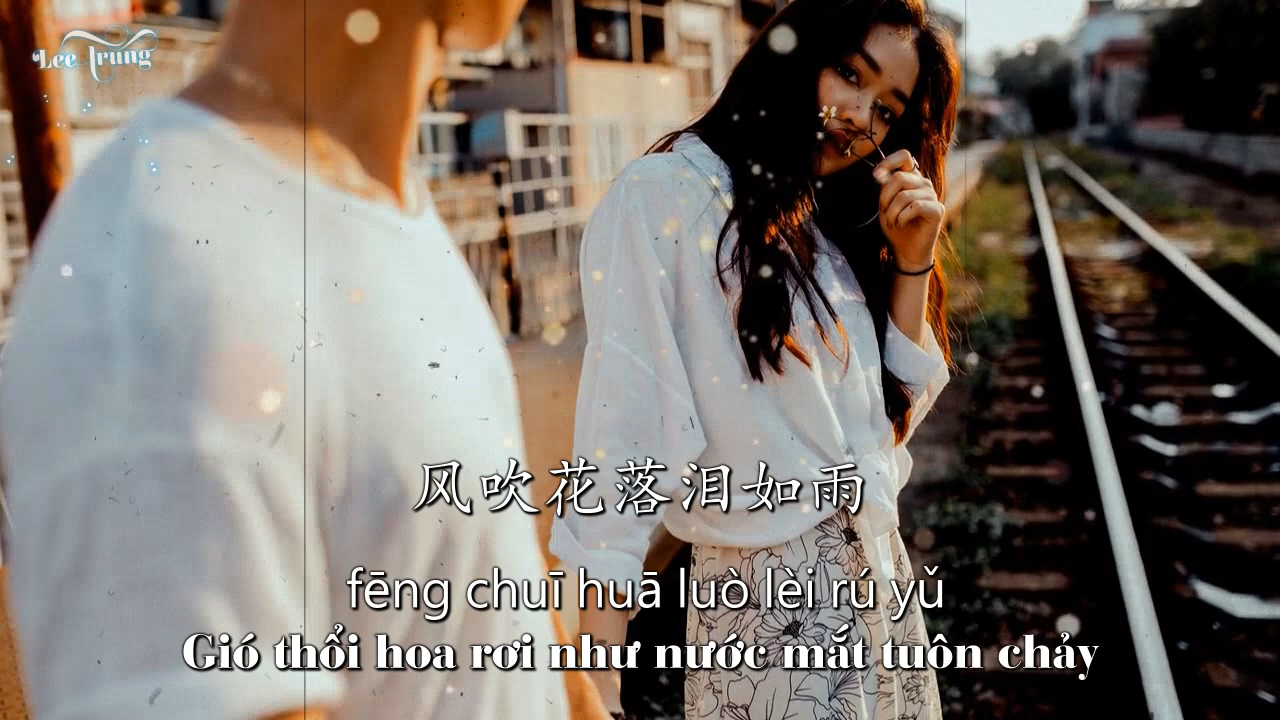 Lee Trung
风吹花落泪如雨
fēng chuī huā luò lèi rú yǔ
Gió thổi hoa rơi như nước mắt tuôn chảy